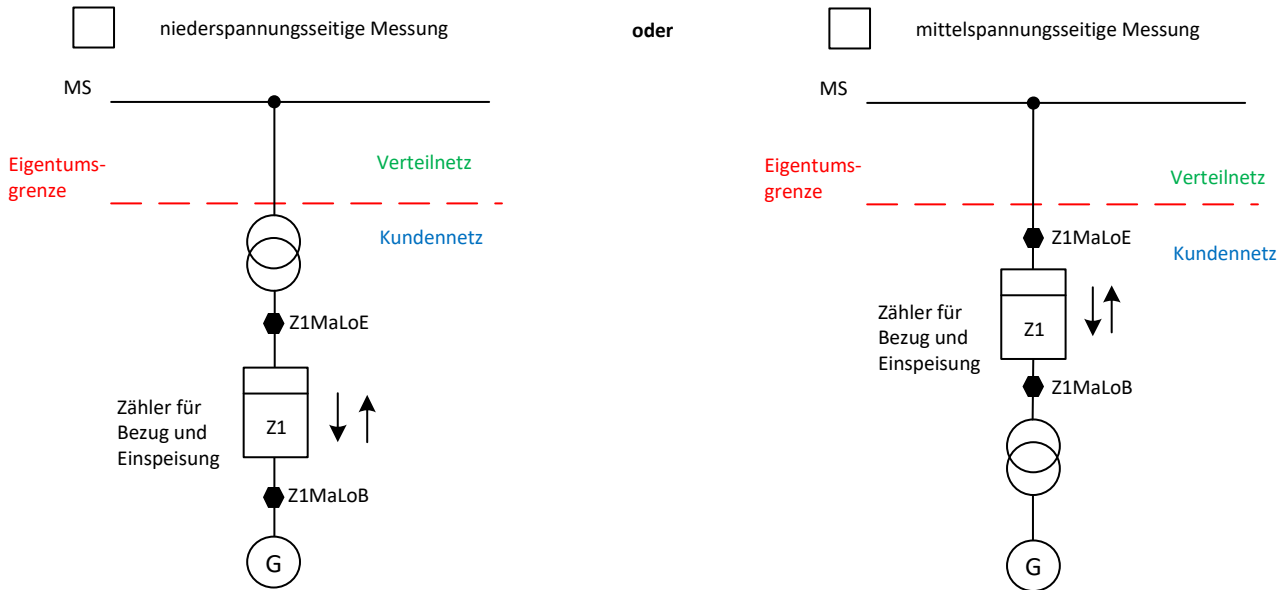 niederspannungsseitige Messung
oder
mittelspannungsseitige Messung
MS
Eigentums-
grenze
Verteilnetz
Kundennetz
Z1MaLoE
Zähler für
Bezug und
Einspeisung
Z1
Z1MaLoB
G
MS
Eigentums-
grenze
Verteilnetz
Z1MaLoE
Kundennetz
Zähler für
Bezug und
Einspeisung
Z1
Z1MaLoB
G